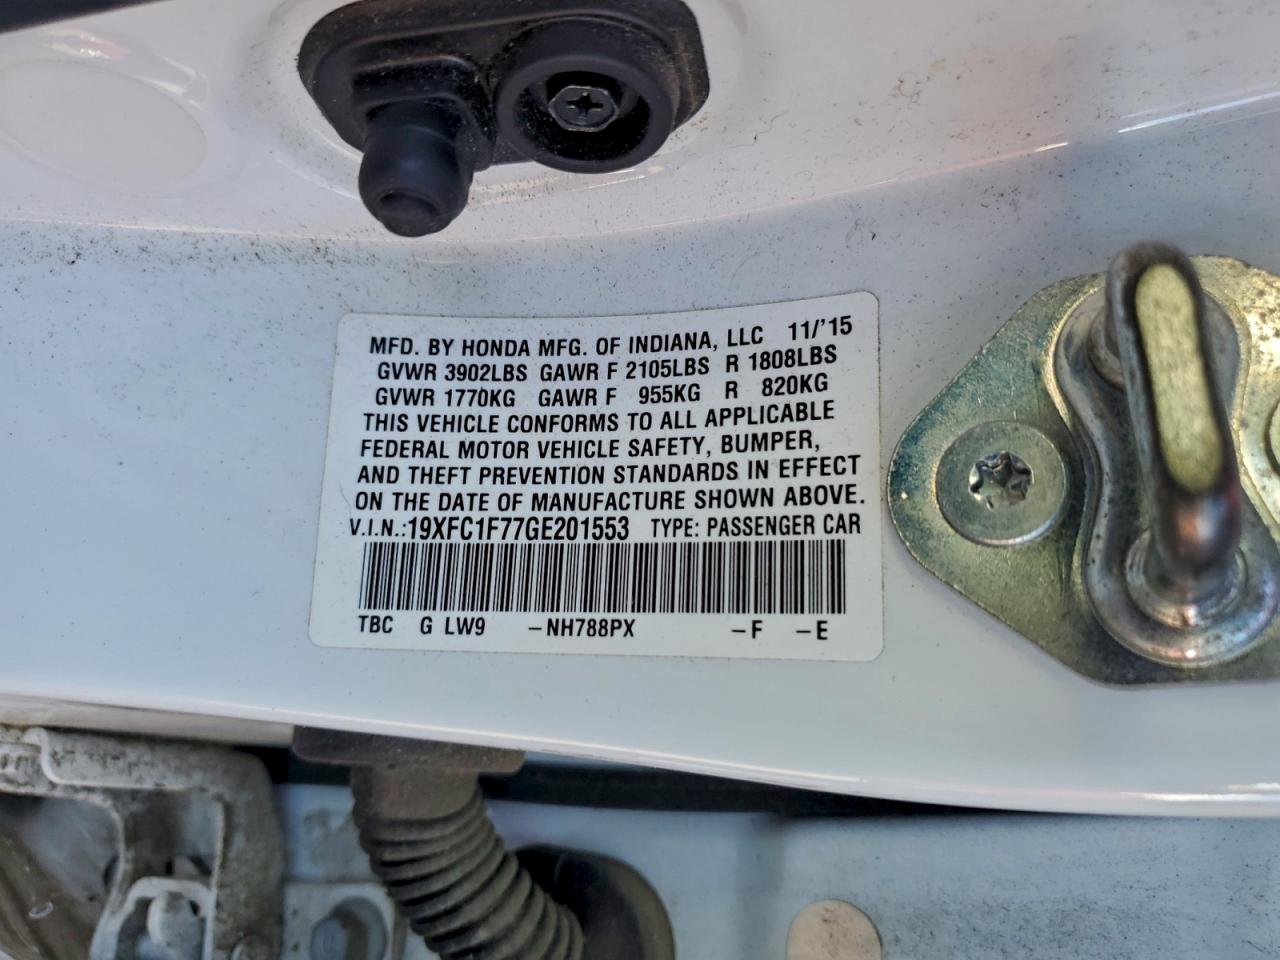 MFD. BY HONDA MFG. OF INDIANA, LLC 11/'15
GVWR 3902LBS GAWR F 2105LBS R 1808LBS
GVWR 1770KG GAWR F 955KG R 820KG
THIS VEHICLE CONFORMS TO ALL APPLICABLE
FEDERAL MOTOR VEHICLE SAFETY, BUMPER,
AND THEFT PREVENTION STANDARDS IN EFFECT
ON THE DATE OF MANUFACTURE SHOWN ABOVE.
V.I.N.:19XFC1F77GE201553 TYPE: PASSENGER CAR
TBC G LW9 –NH788PX –F –E